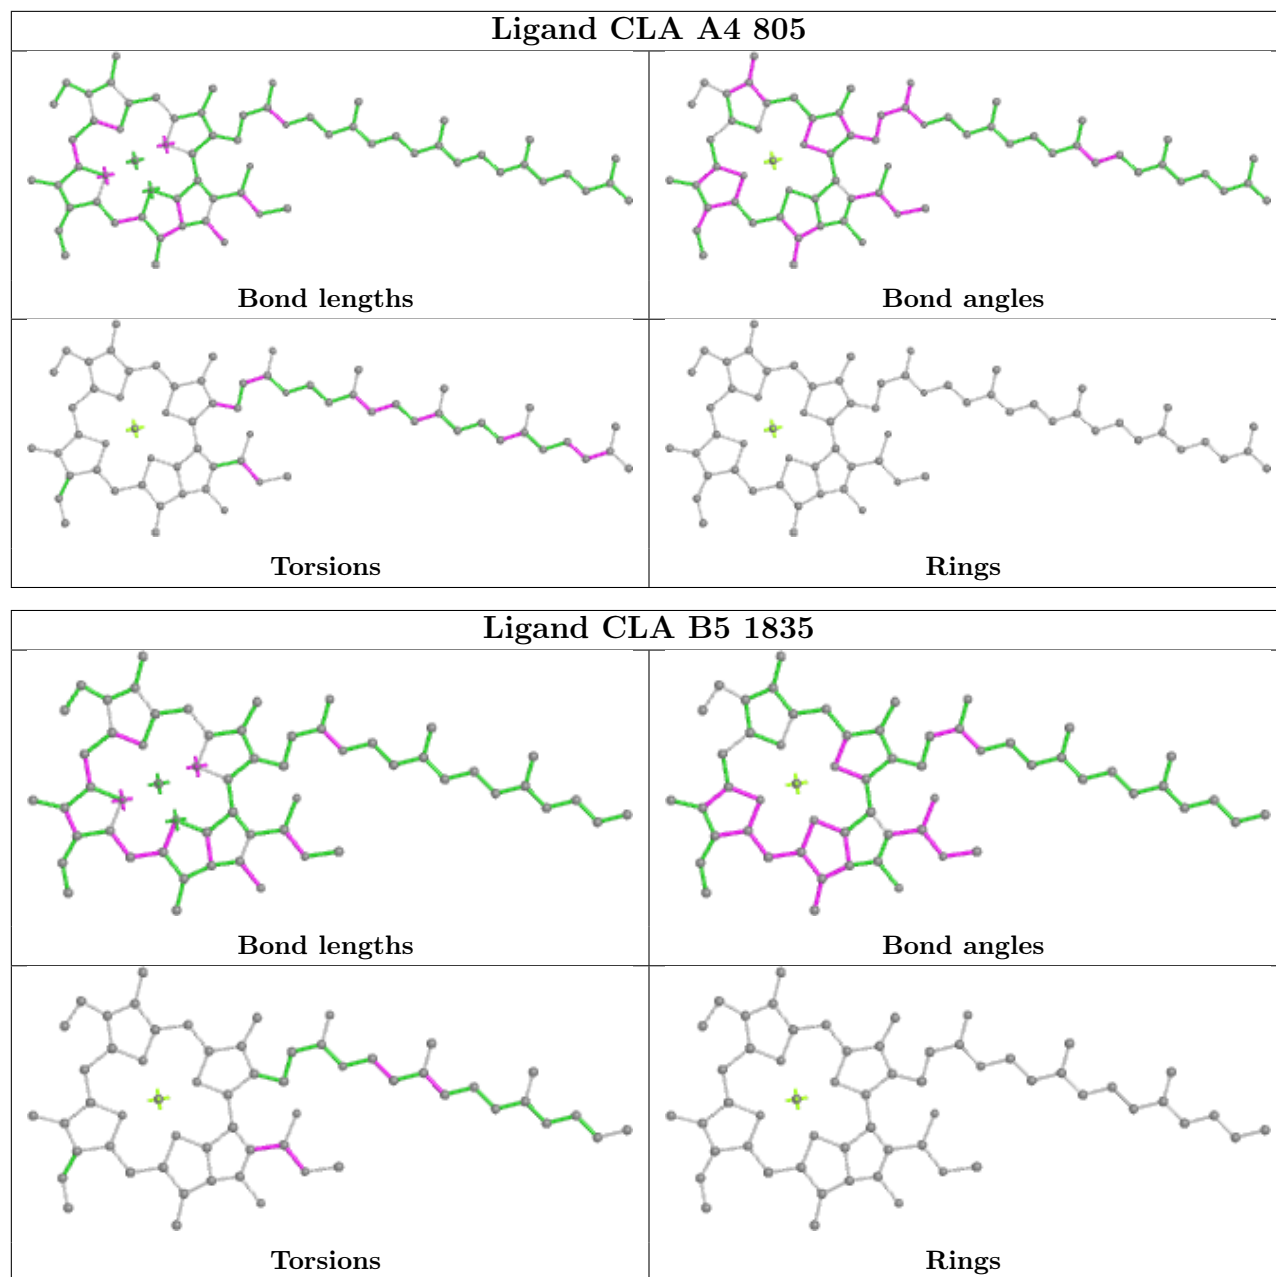 Ligand CLA A4 805
Bond lengths
Bond angles
Torsions
Rings
Ligand CLA B5 1835
Bond lengths
Bond angles
Torsions
Rings